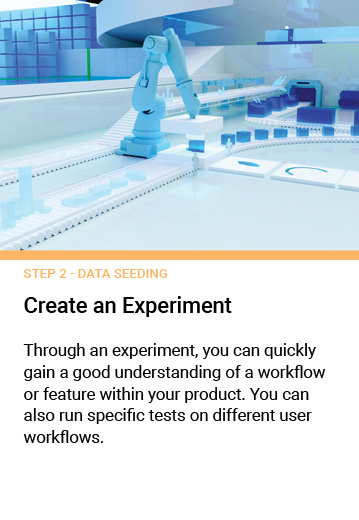 STEP 2 - DATA SEEDING
Create an Experiment
Through an experiment, you can quickly
gain a good understanding of a workflow
or feature within your product. You can
also run specific tests on different user
workflows.